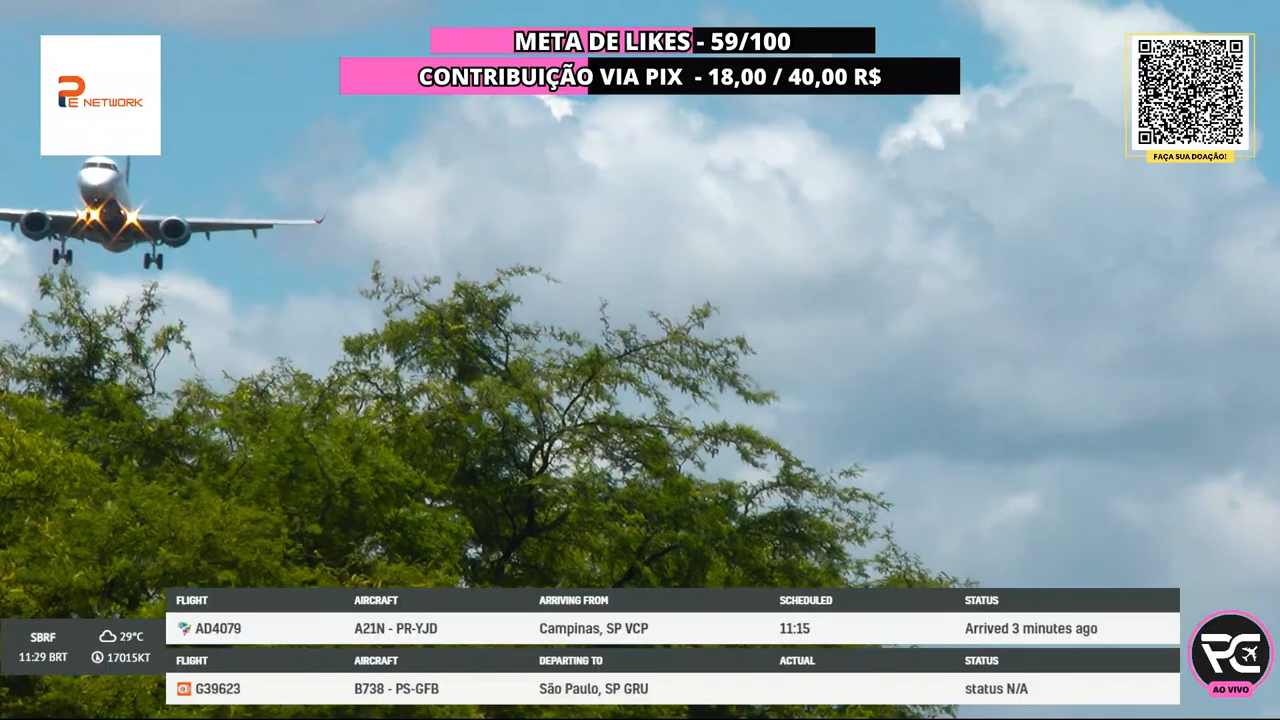 META DE LIKES - 59/100
CONTRIBUIÇÃO VIA PIX - 18,00 / 40,00 R$
PE NETWORK
FAÇA SUA DOAÇÃO!
FLIGHT AIRCRAFT ARRIVING FROM SCHEDULED STATUS
AD4079 A21N - PR-YJD Campinas, SP VCP 11:15 Arrived 3 minutes ago
SBRF 29°C
11:29 BRT 17015KT
FLIGHT AIRCRAFT DEPARTING TO ACTUAL STATUS
G39623 B738 - PS-GFB São Paulo, SP GRU status N/A
RC
AO VIVO